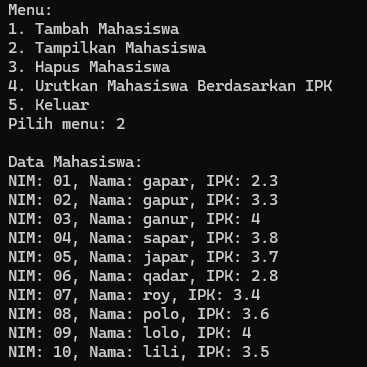 Menu:
1. Tambah Mahasiswa
2. Tampilkan Mahasiswa
3. Hapus Mahasiswa
4. Urutkan Mahasiswa Berdasarkan IPK
5. Keluar
Pilih menu: 2
Data Mahasiswa:
NIM: 01, Nama: gapar, IPK: 2.3
NIM: 02, Nama: gapur, IPK: 3.3
NIM: 03, Nama: ganur, IPK: 4
NIM: 04, Nama: sapar, IPK: 3.8
NIM: 05, Nama: japar, IPK: 3.7
NIM: 06, Nama: qadar, IPK: 2.8
NIM: 07, Nama: roy, IPK: 3.4
NIM: 08, Nama: polo, IPK: 3.6
NIM: 09, Nama: lolo, IPK: 4
NIM: 10, Nama: lili, IPK: 3.5